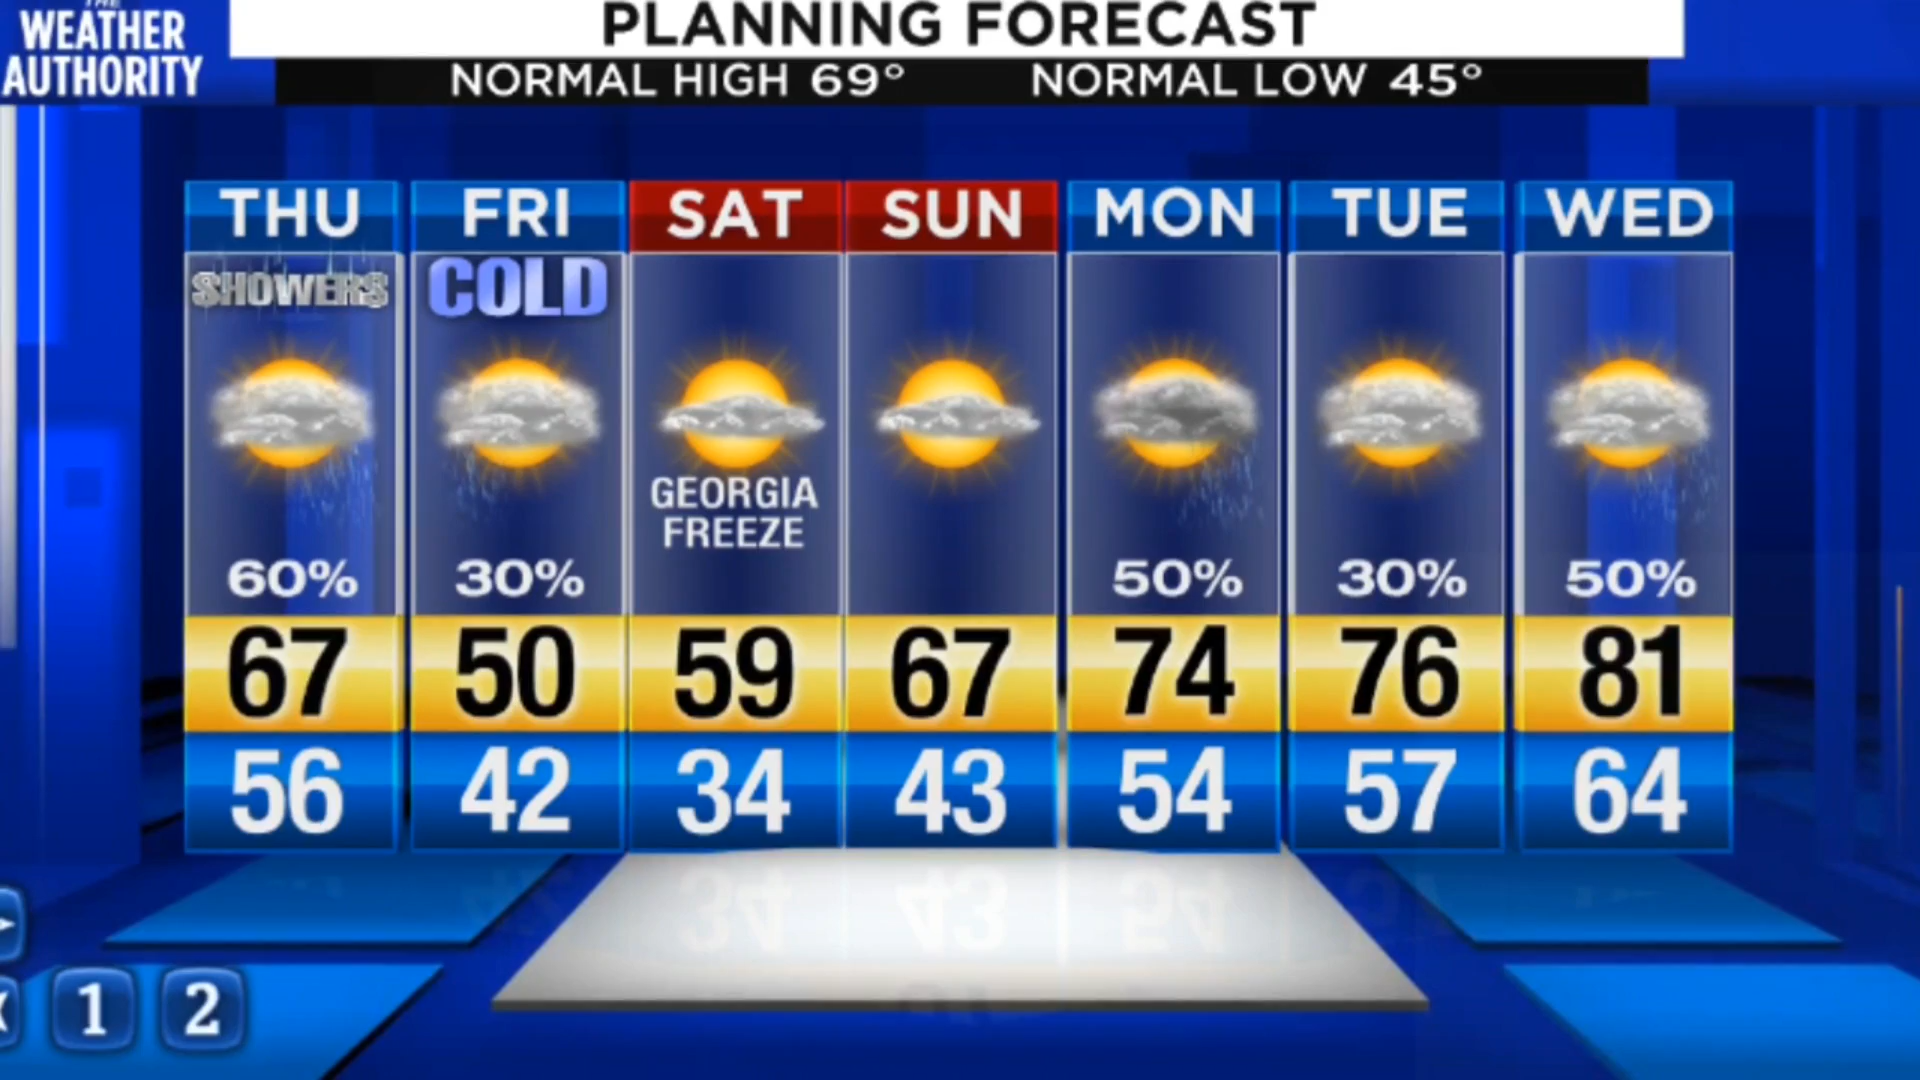 THE
WEATHER
AUTHORITY
PLANNING FORECAST
NORMAL HIGH 69° NORMAL LOW 45°
THU FRI SAT SUN MON TUE WED
SHOWERS COLD
GEORGIA
FREEZE
60% 30% 50% 30% 50%
67 50 59 67 74 76 81
56 42 34 43 54 57 64
1 2